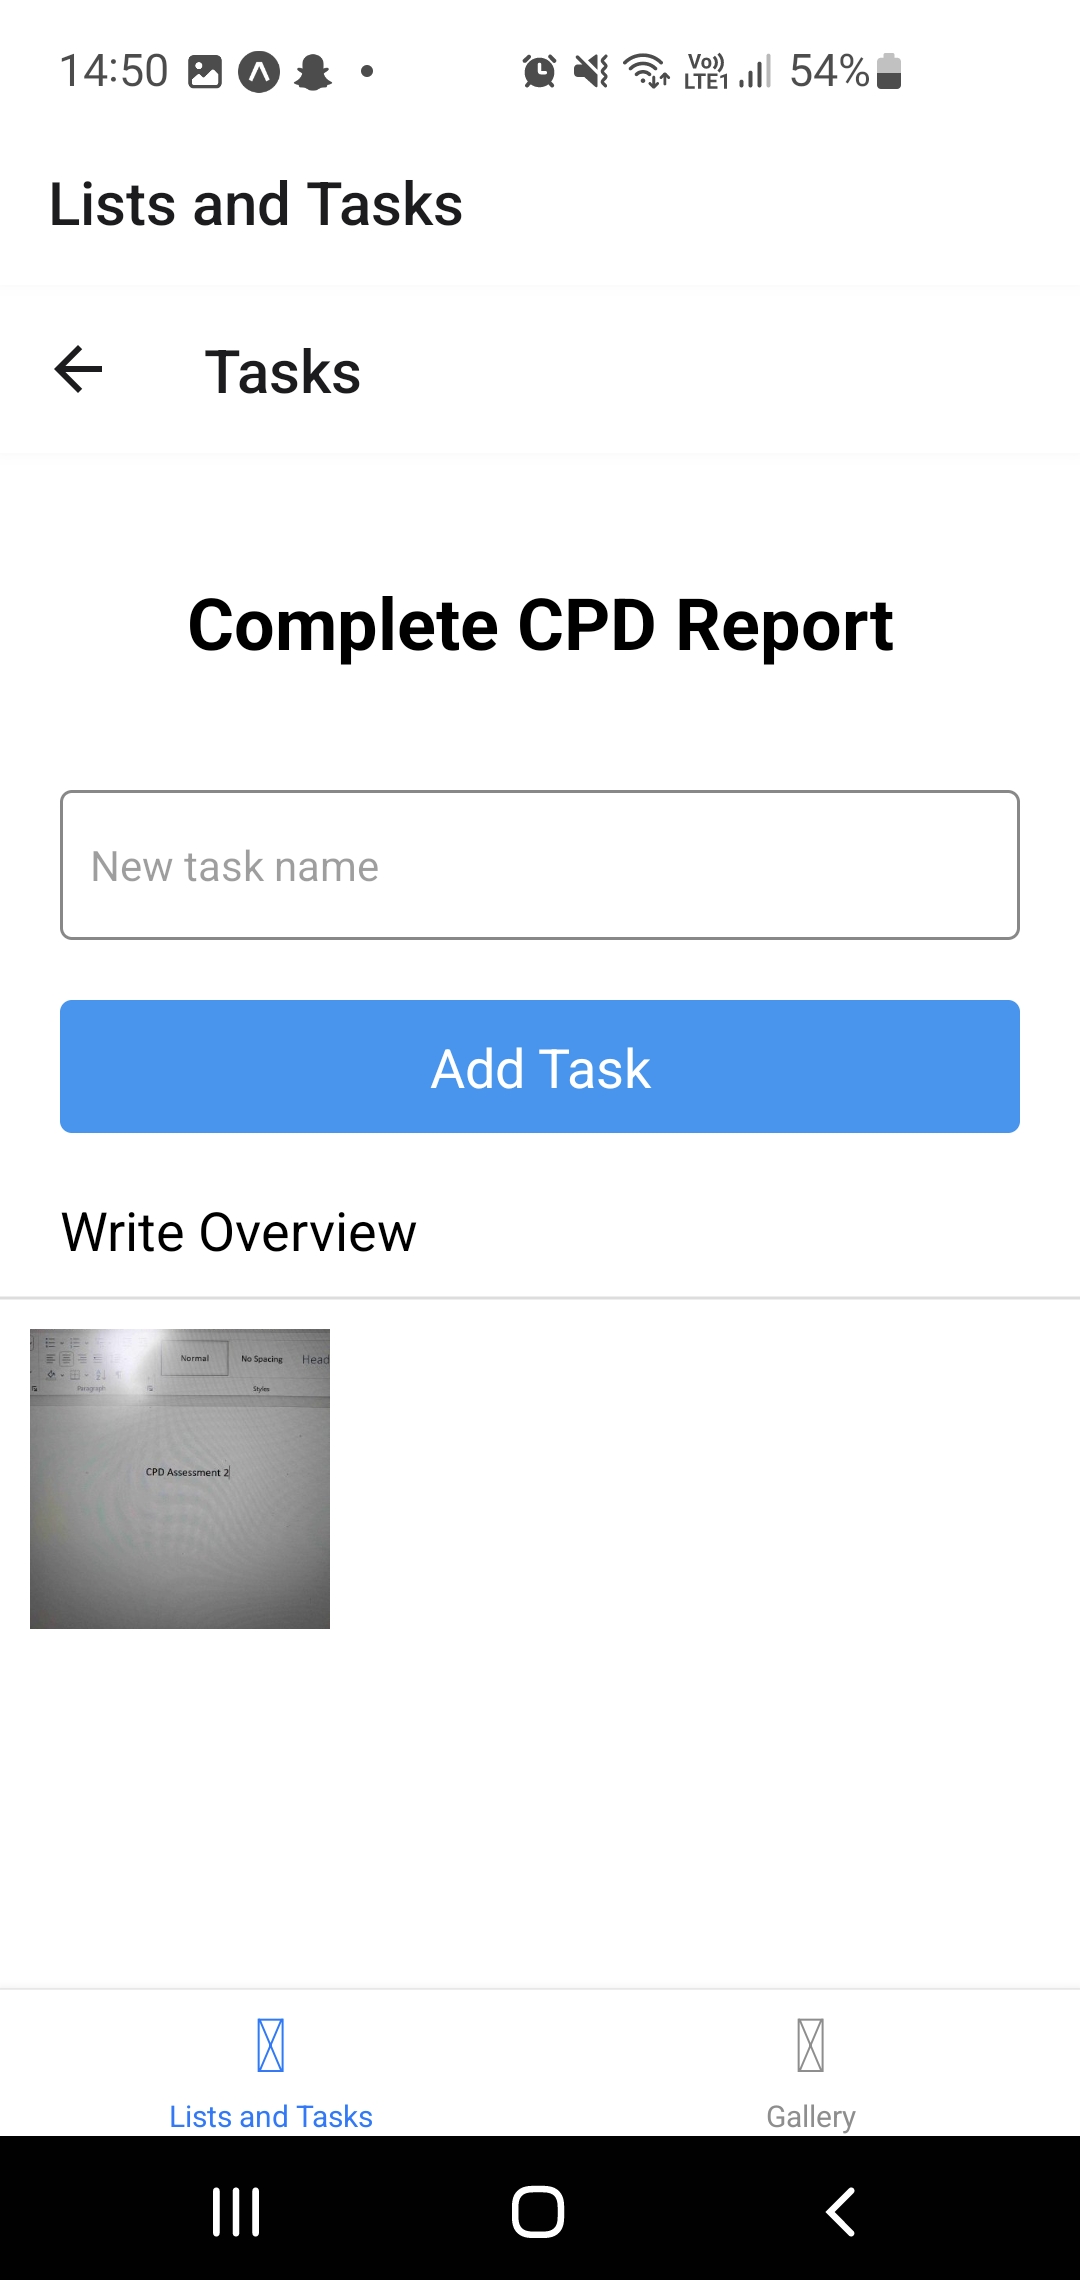 14:50 Vo)) LTE1 54%
Lists and Tasks
Tasks
Complete CPD Report
New task name
Add Task
Write Overview
Normal No Spacing Head
Paragraph Styles
CPD Assessment 2
Lists and Tasks Gallery